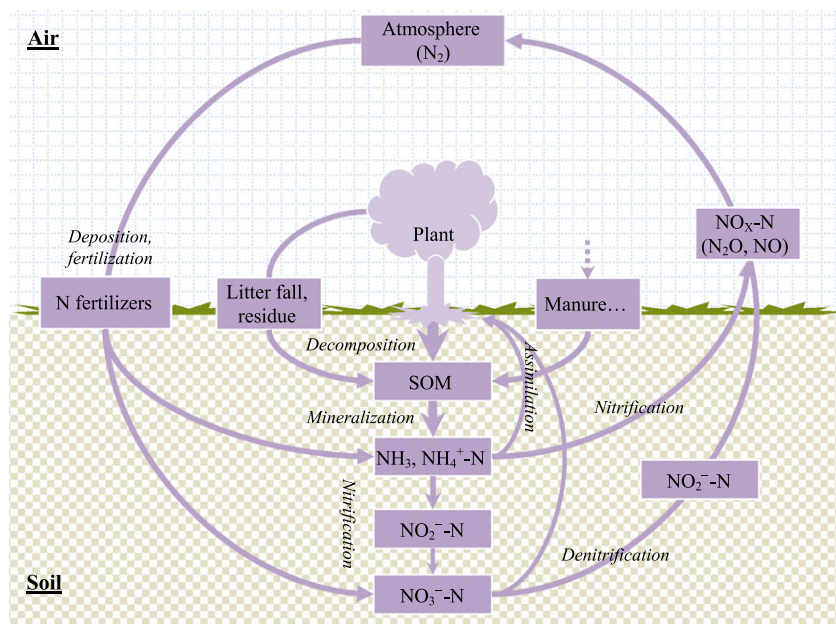 Air
Atmosphere
(N₂)
Deposition,
fertilization
Plant
NOₓ-N
(N₂O, NO)
N fertilizers
Litter fall,
residue
Manure…
Decomposition
Assimilation
SOM
Mineralization
Nitrification
NH₃, NH₄⁺-N
Nitrification
NO₂⁻-N
NO₂⁻-N
Denitrification
Soil
NO₃⁻-N